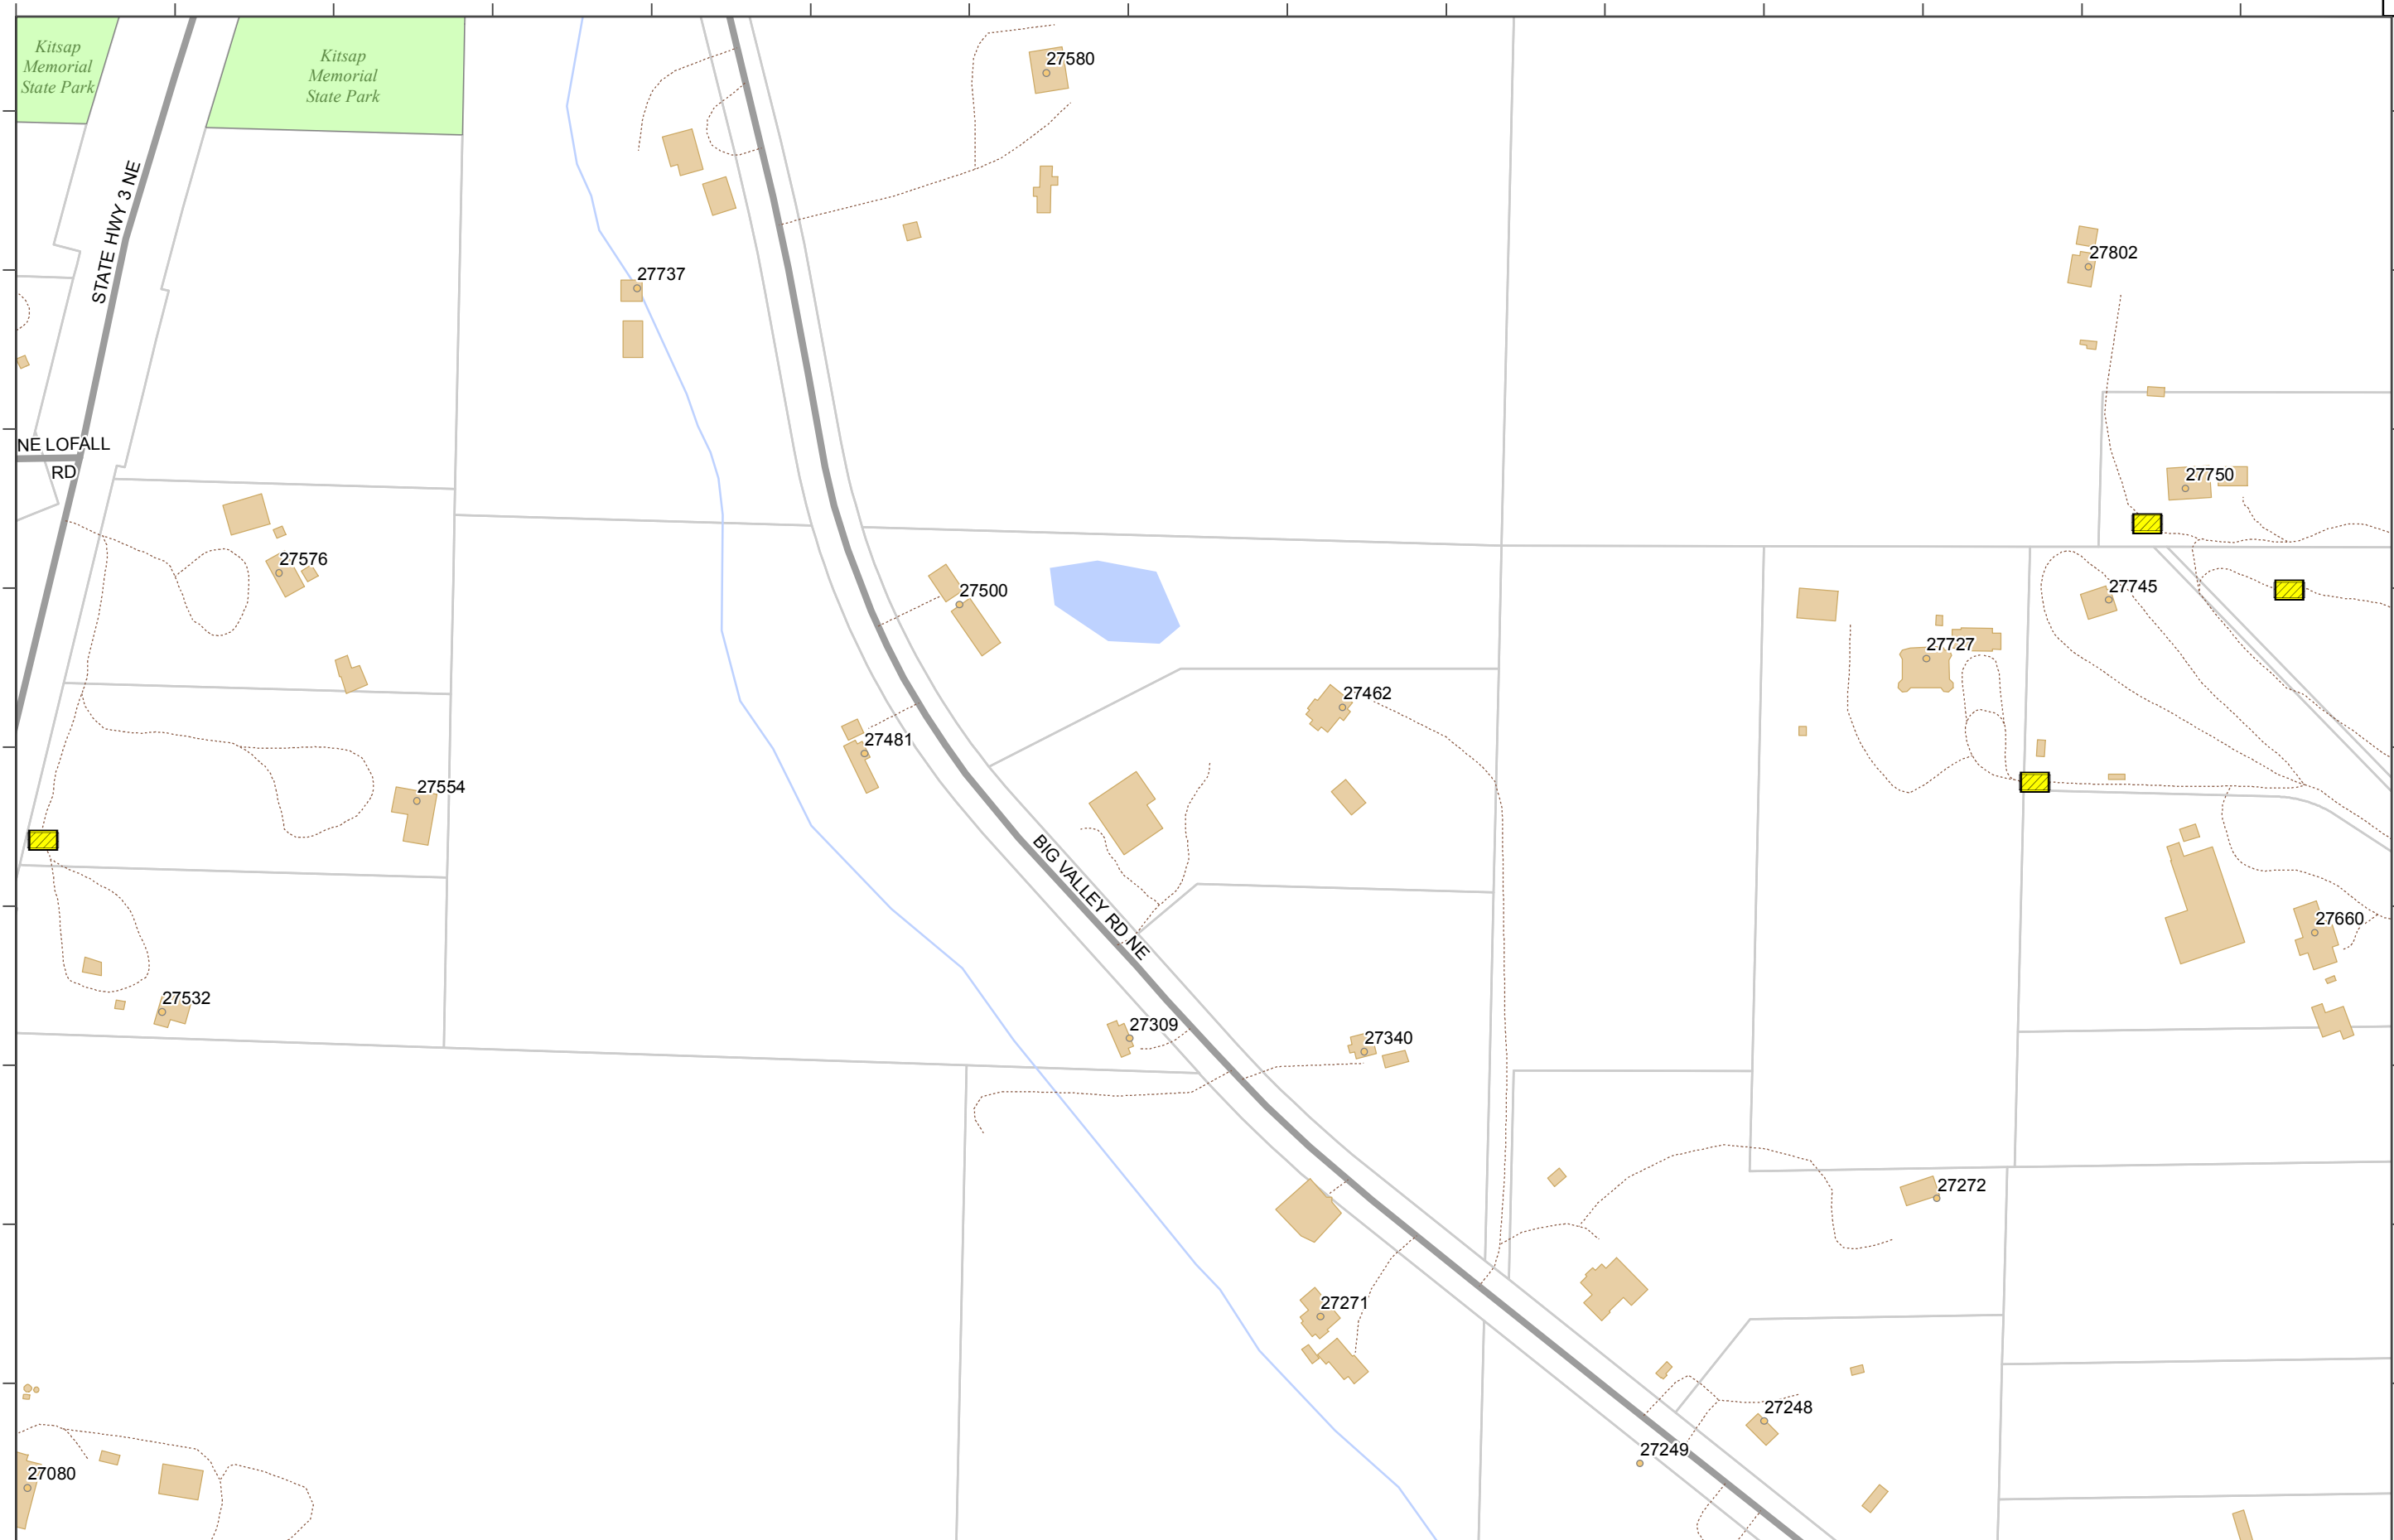 Kitsap
Memorial
State Park
Kitsap
Memorial
State Park
27580
STATE HWY 3 NE
27802
27737
NE LOFALL
RD
27750
27576
27500
27745
27727
27462
27481
27554
BIG VALLEY RD NE
27660
27532
27309
27340
27272
27271
27248
27249
27080